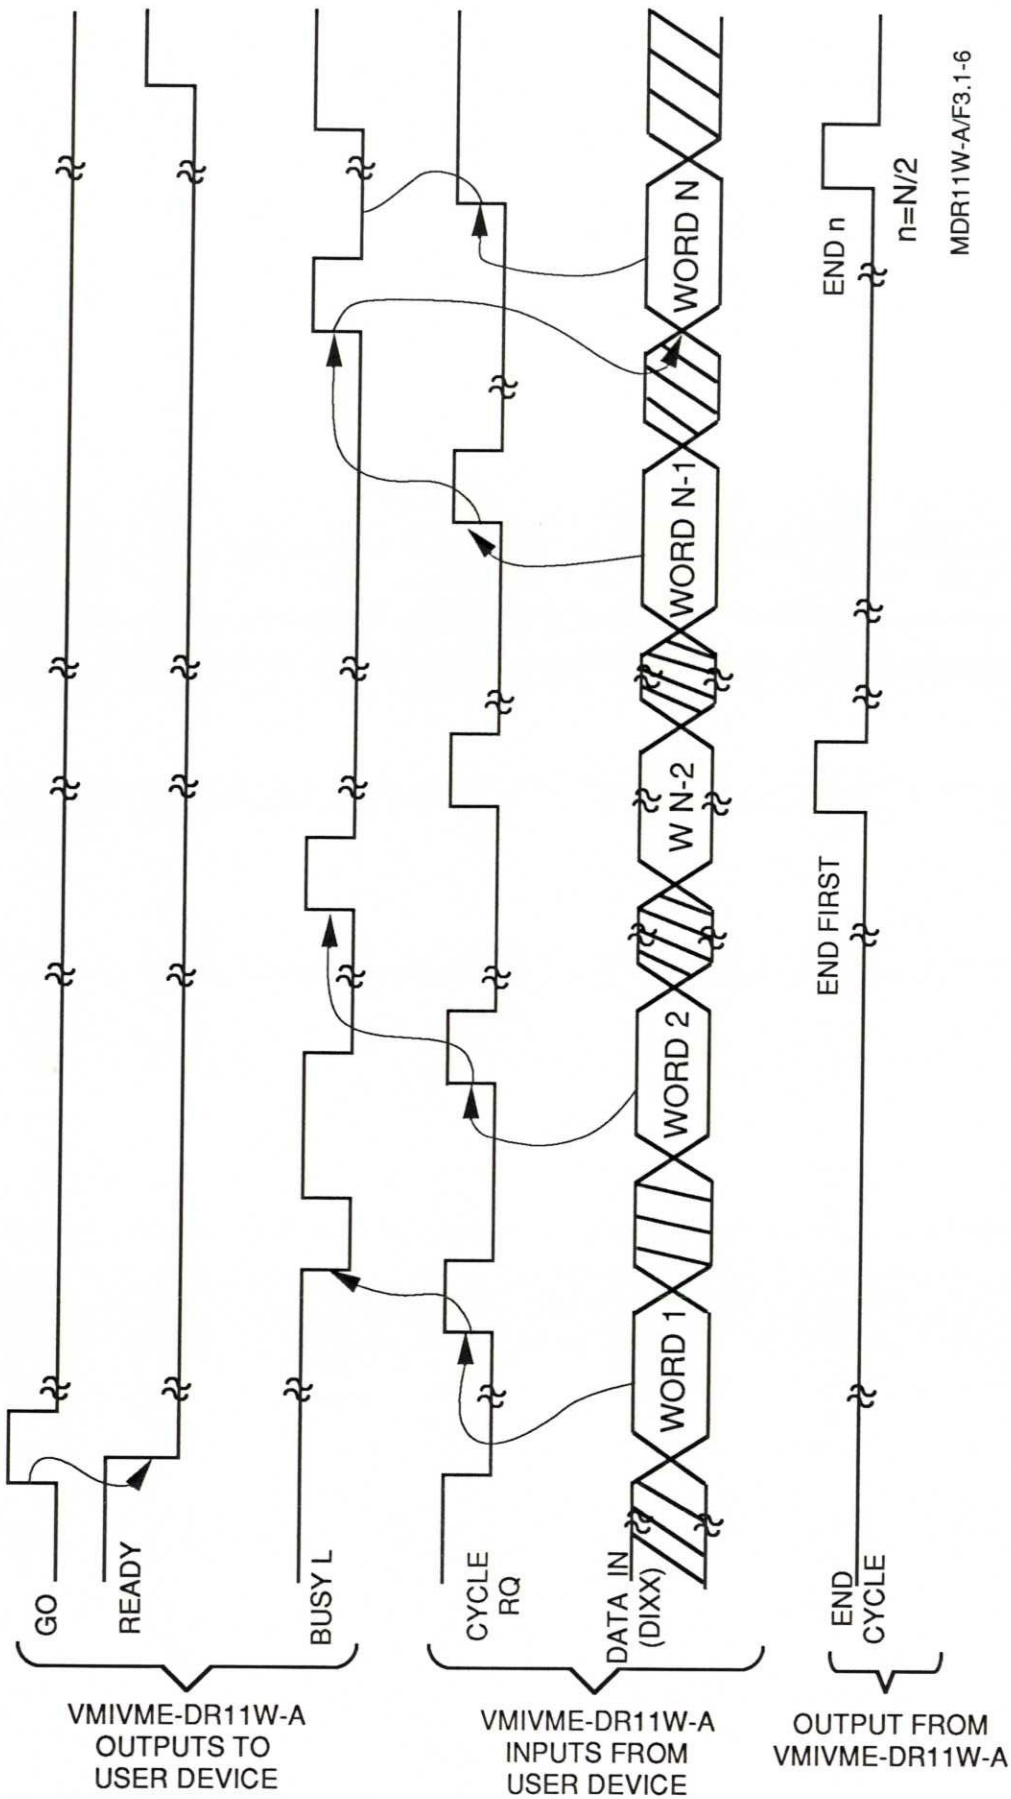 GO
READY
BUSY L
VMIVME-DR11W-A
OUTPUTS TO
USER DEVICE
CYCLE
RQ
DATA IN
(DIXX)
WORD 1
WORD 2
W N-2
WORD N-1
WORD N
VMIVME-DR11W-A
INPUTS FROM
USER DEVICE
END
CYCLE
END FIRST
END n
n=N/2
OUTPUT FROM
VMIVME-DR11W-A
MDR11W-A/F3.1-6